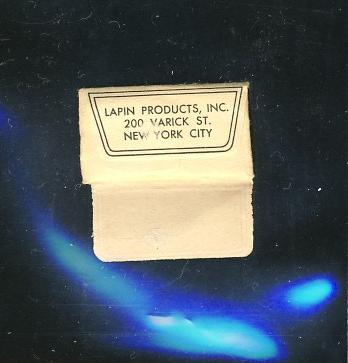 LAPIN PRODUCTS, INC.
200 VARICK ST.
NEW YORK CITY